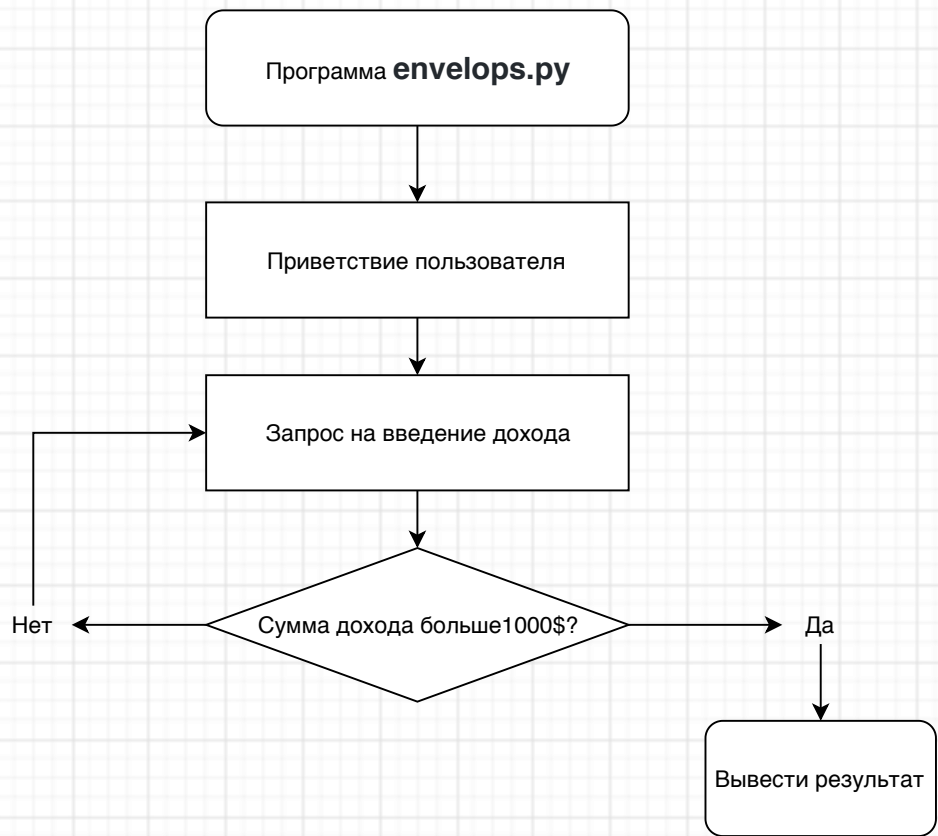 Программа envelops.py
Приветствие пользователя
Запрос на введение дохода
Нет
Сумма дохода больше1000$?
Да
Вывести результат